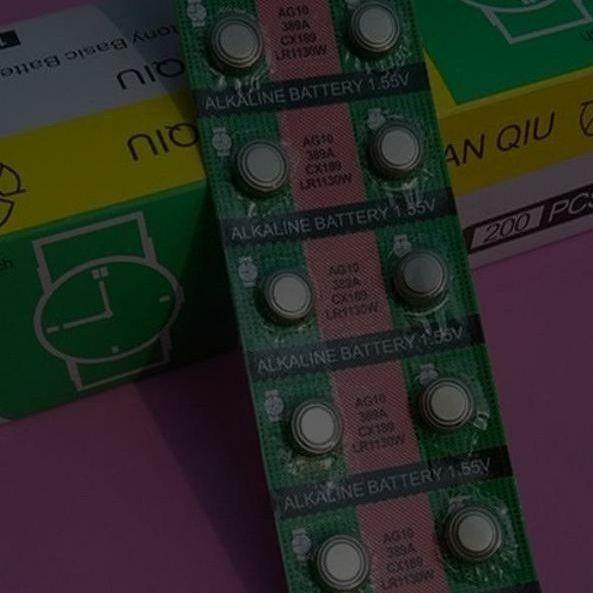 AG10
389A
CX189
LR1130W
ALKALINE BATTERY 1.55V
AG10
389A
CX189
LR1130W
ALKALINE BATTERY 1.55V
AG10
389A
CX189
LR1130W
ALKALINE BATTERY 1.55V
AG10
389A
CX189
LR1130W
ALKALINE BATTERY 1.55V
AG10
389A
CX189
LR1130W
QIU
QIU
AN QIU
200 PCS